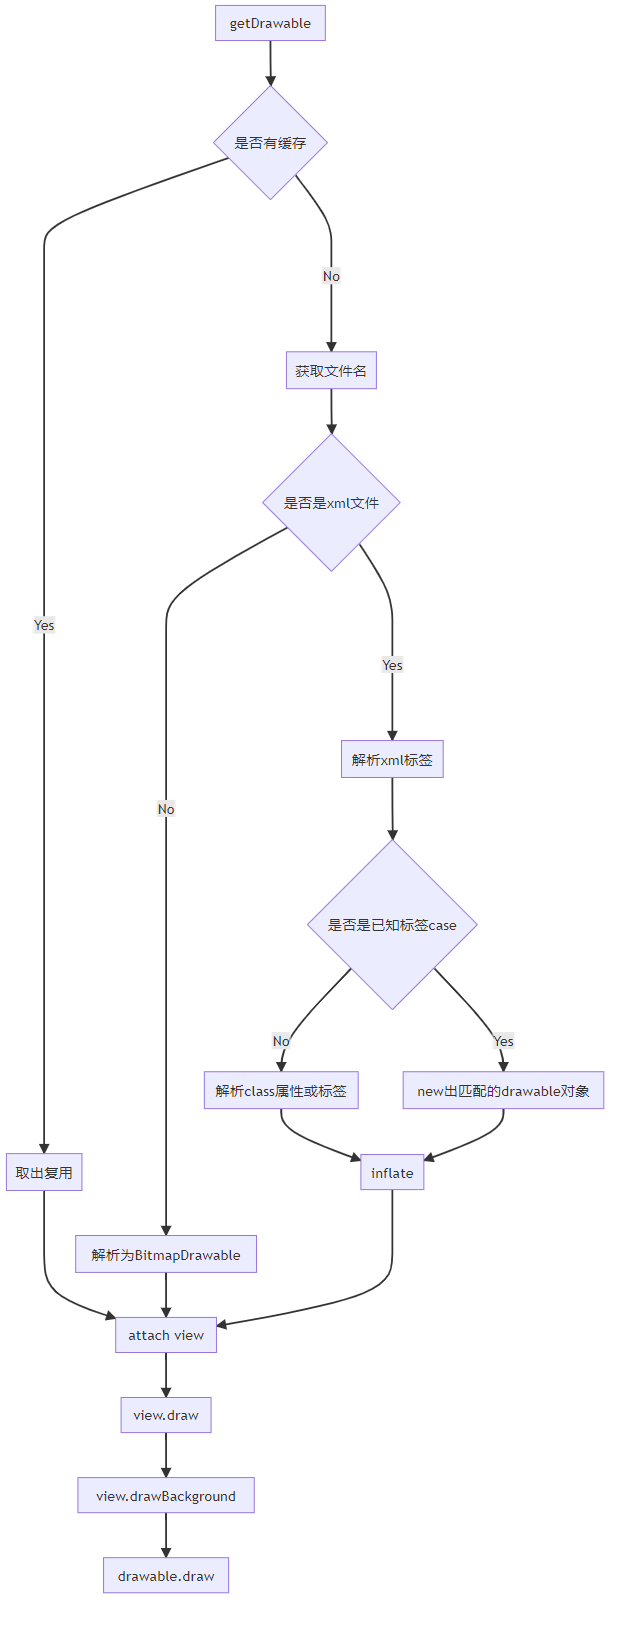 getDrawable
是否有缓存
No
获取文件名
是否是xml文件
Yes
Yes
解析xml标签
No
是否是已知标签case
No
Yes
解析class属性或标签
new出匹配的drawable对象
取出复用
inflate
解析为BitmapDrawable
attach view
view.draw
view.drawBackground
drawable.draw